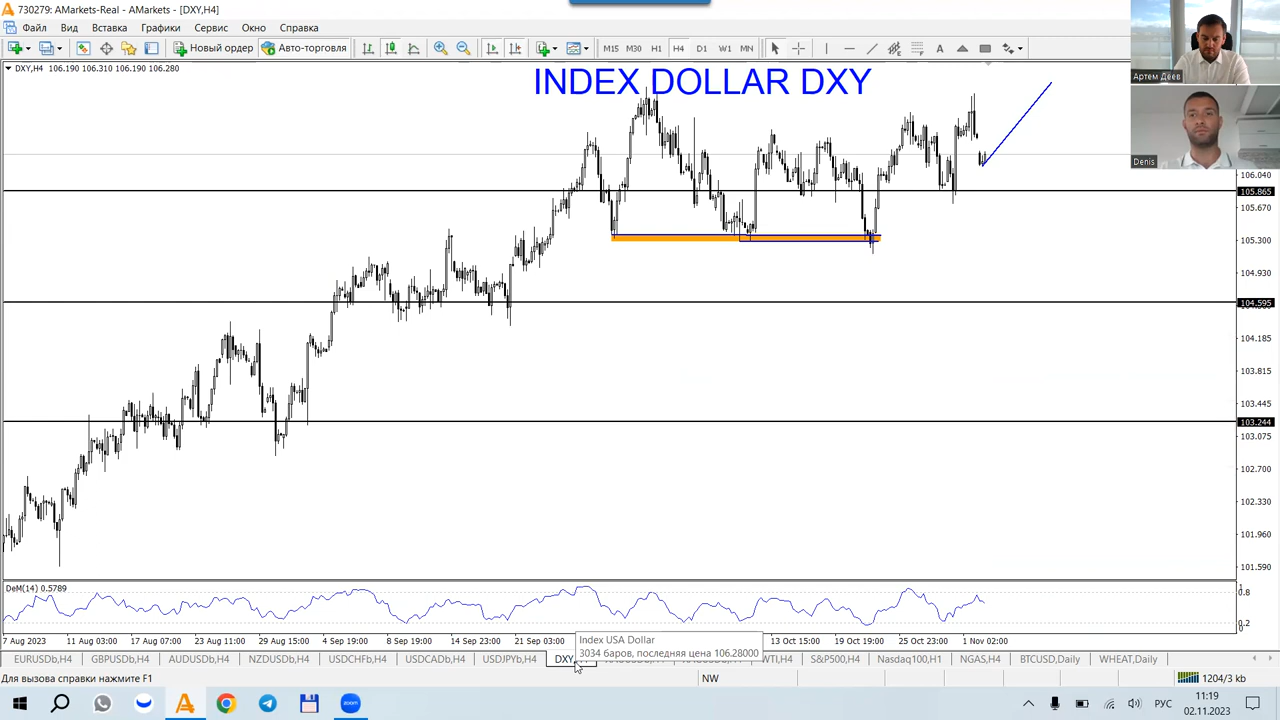 730279: AMarkets-Real - AMarkets - [DXY,H4]
Файл Вид Вставка Графики Сервис Окно Справка
Новый ордер Авто-торговля M15 M30 H1 H4 D1 W1 MN
DXY,H4 106.190 106.310 106.190 106.280
INDEX DOLLAR DXY
Артем Деев
Denis
106.040
105.865
105.670
105.300
104.930
104.595
104.185
103.815
103.445
103.244
103.075
102.700
102.330
101.960
101.590
DeM(14) 0.5789
1
0.8
0.2
0
7 Aug 2023 11 Aug 03:00 17 Aug 07:00 23 Aug 11:00 29 Aug 15:00 4 Sep 19:00 8 Sep 19:00 14 Sep 23:00 21 Sep 03:00 13 Oct 15:00 19 Oct 19:00 25 Oct 23:00 1 Nov 02:00
Index USA Dollar
3034 баров, последняя цена 106.28000
EURUSDb,H4 GBPUSDb,H4 AUDUSDb,H4 NZDUSDb,H4 USDCHFb,H4 USDCADb,H4 USDJPYb,H4 DXY WTI,H4 S&P500,H4 Nasdaq100,H1 NGAS,H4 BTCUSD,Daily WHEAT,Daily
Для вызова справки нажмите F1
NW
1204/3 kb
zoom
РУС
11:19
02.11.2023